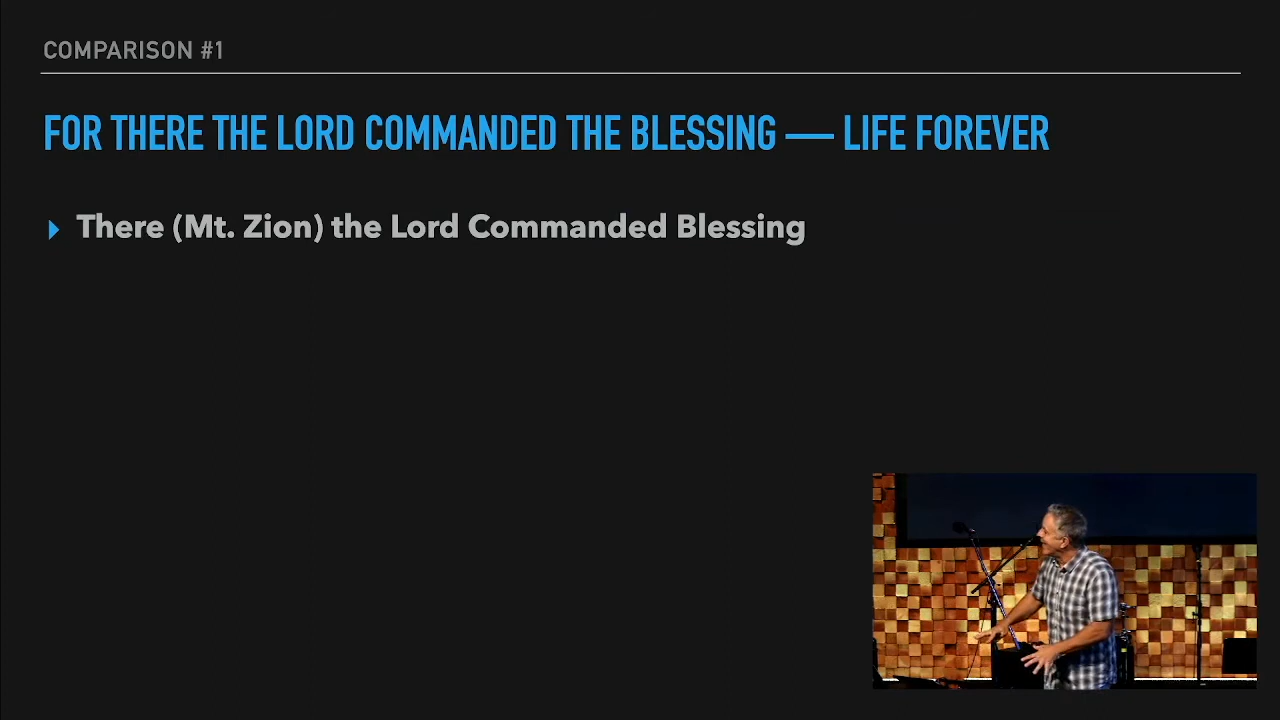 COMPARISON #1
FOR THERE THE LORD COMMANDED THE BLESSING — LIFE FOREVER
There (Mt. Zion) the Lord Commanded Blessing